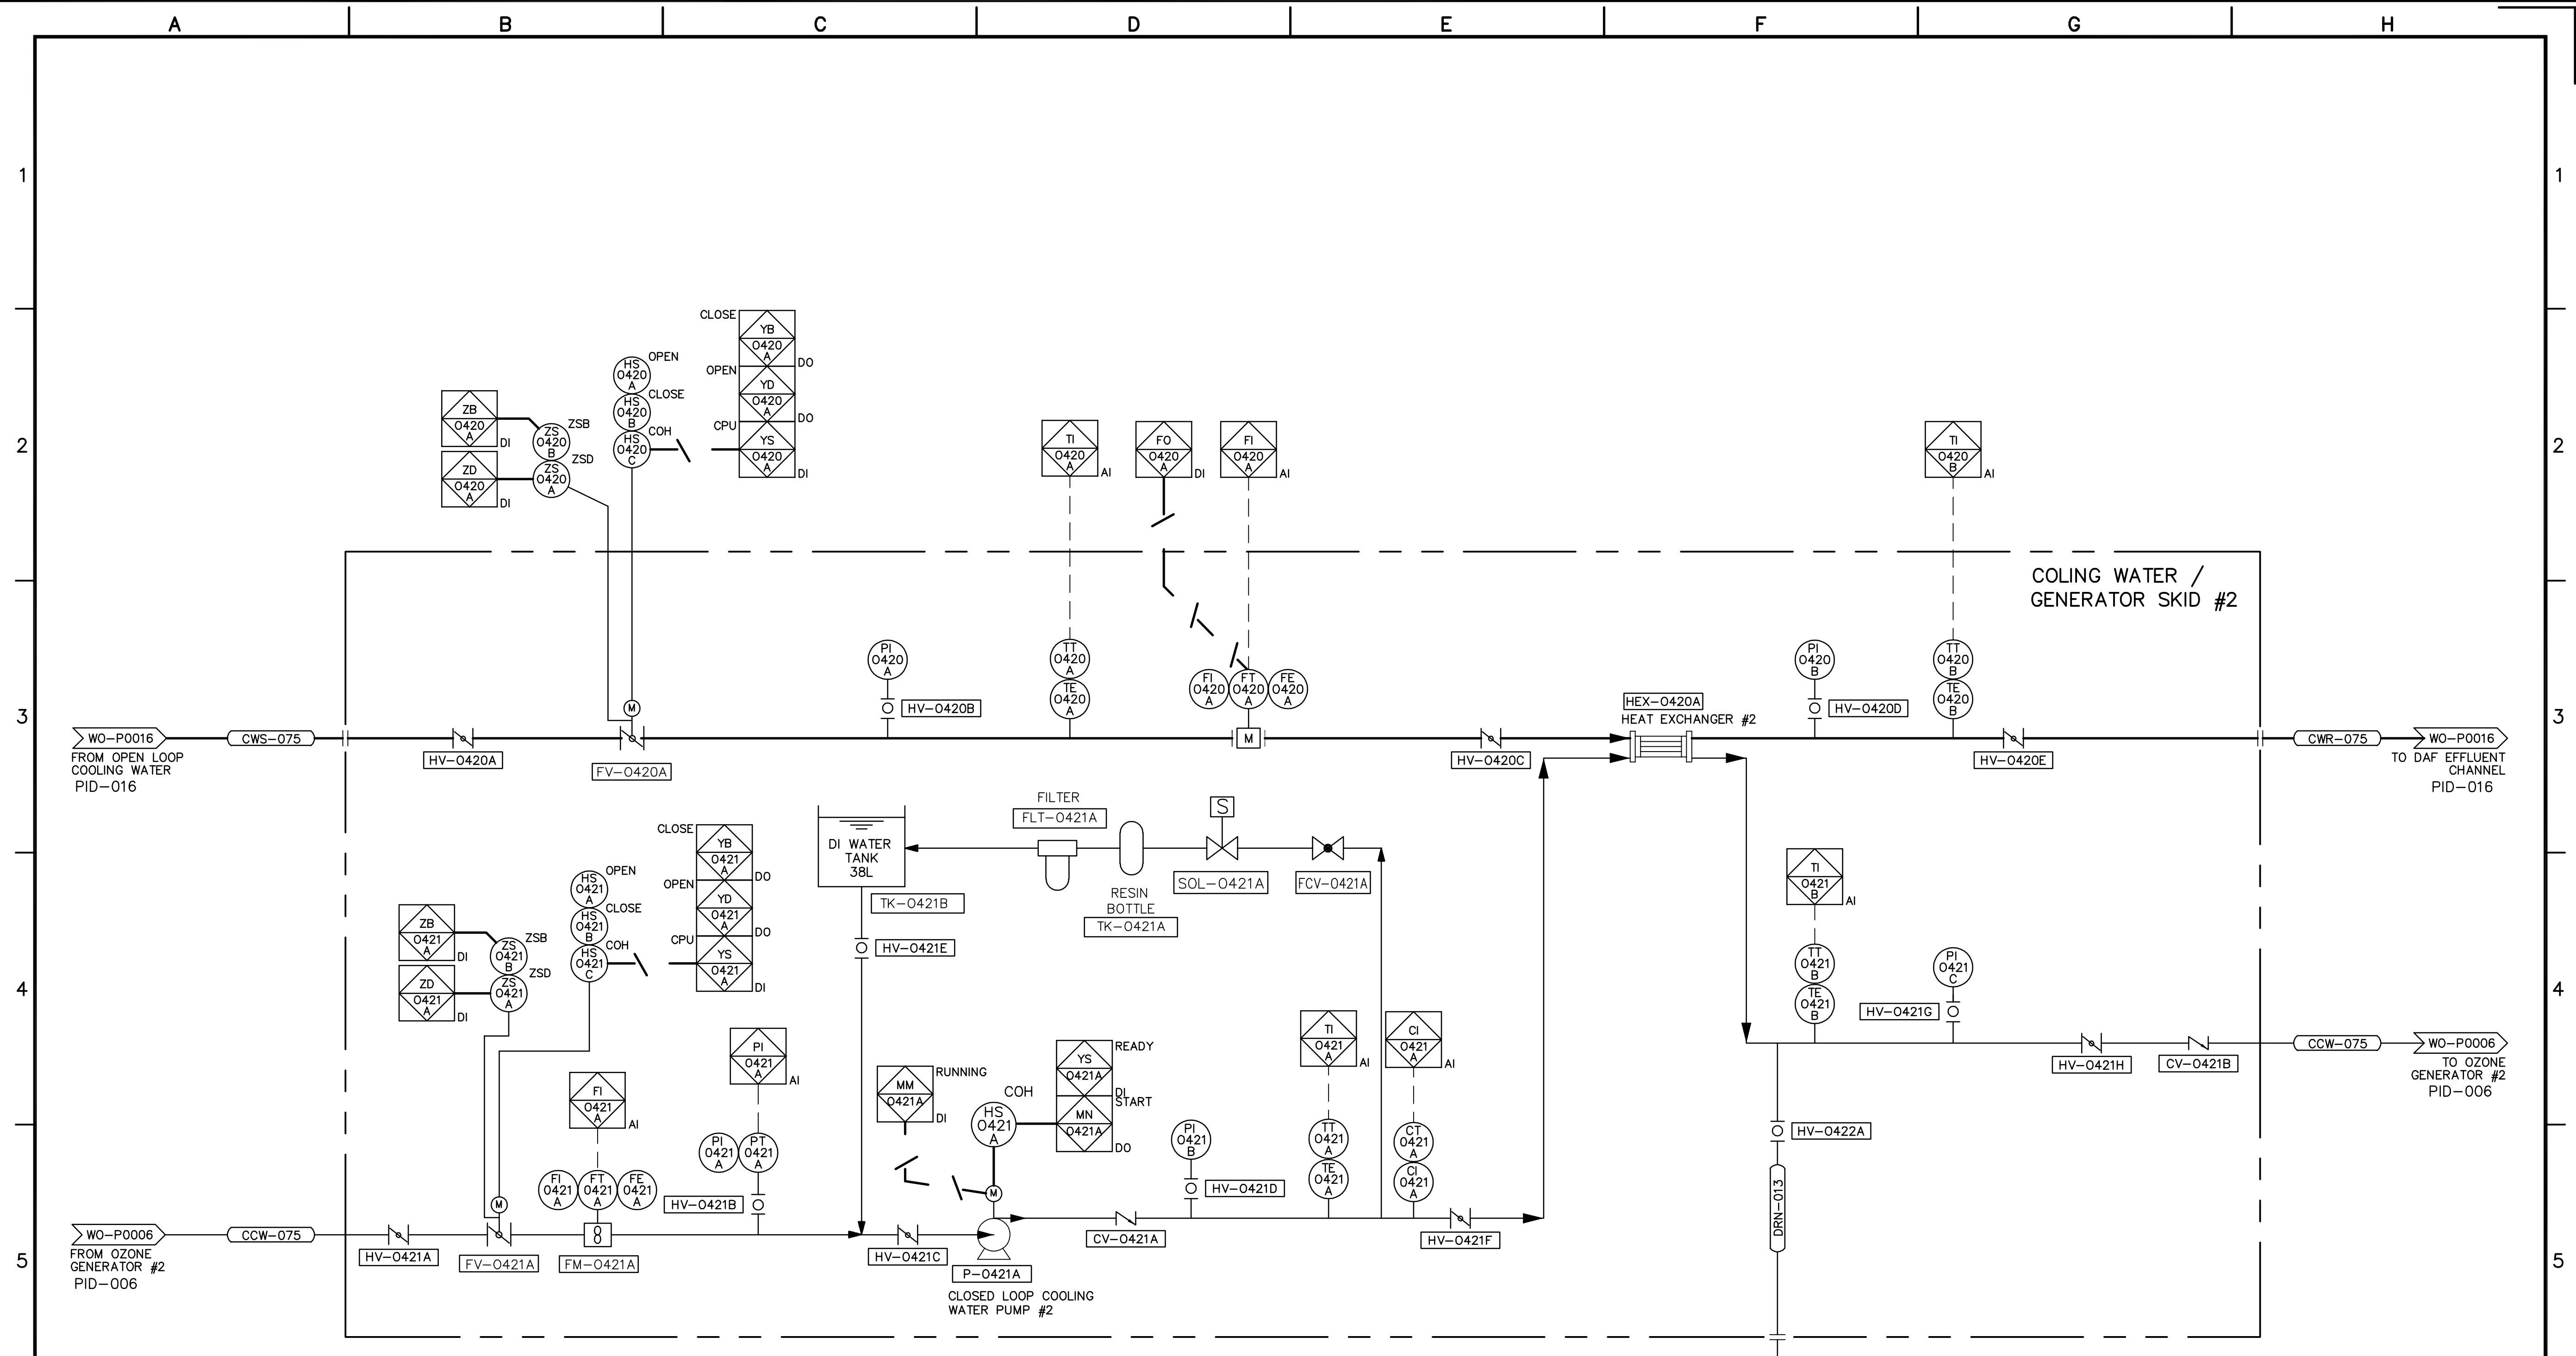 A B C D E F G H
1 1
CLOSE
YB
0420
A
DO
OPEN
YD
0420
A
DO
CPU
YS
0420
A
DI
HS
0420
A
OPEN
HS
0420
B
CLOSE
HS
0420
C
COH
ZB
0420
A
DI
ZS
0420
B
ZSB
ZD
0420
A
DI
ZS
0420
A
ZSD
2 2
TI
0420
A
AI
FO
0420
A
DI
FI
0420
A
AI
TI
0420
B
AI
COLING WATER /
GENERATOR SKID #2
3 3
PI
0420
A
HV-0420B
TT
0420
A
TE
0420
A
FI
0420
A
FT
0420
A
FE
0420
A
M
M
HEX-0420A
HEAT EXCHANGER #2
PI
0420
B
HV-0420D
TT
0420
B
TE
0420
B
WO-P0016
CWS-075
FROM OPEN LOOP
COOLING WATER
PID-016
HV-0420A
FV-0420A
HV-0420C
HV-0420E
CWR-075
WO-P0016
TO DAF EFFLUENT
CHANNEL
PID-016
CLOSE
YB
0421
A
DO
OPEN
YD
0421
A
DO
CPU
YS
0421
A
DI
DI WATER
TANK
38L
TK-0421B
HV-0421E
FILTER
FLT-0421A
RESIN
BOTTLE
TK-0421A
S
SOL-0421A
FCV-0421A
HS
0421
A
OPEN
HS
0421
B
CLOSE
HS
0421
C
COH
ZB
0421
A
DI
ZS
0421
B
ZSB
ZD
0421
A
DI
ZS
0421
A
ZSD
4 4
TI
0421
B
AI
TT
0421
B
TE
0421
B
PI
0421
C
HV-0421G
HV-0421H
CV-0421B
CCW-075
WO-P0006
TO OZONE
GENERATOR #2
PID-006
FI
0421
A
AI
PI
0421
A
AI
MM
0421A
RUNNING
DI
COH
HS
0421
A
YS
0421A
READY
DI
START
MN
0421A
DO
TI
0421
A
AI
CI
0421
A
AI
FI
0421
A
FT
0421
A
FE
0421
A
PI
0421
A
PT
0421
A
HV-0421B
PI
0421
B
HV-0421D
TT
0421
A
TE
0421
A
CT
0421
A
CI
0421
A
HV-0422A
DRN-013
M
M
8
5 5
WO-P0006
CCW-075
FROM OZONE
GENERATOR #2
PID-006
HV-0421A
FV-0421A
FM-0421A
HV-0421C
P-0421A
CLOSED LOOP COOLING
WATER PUMP #2
CV-0421A
HV-0421F